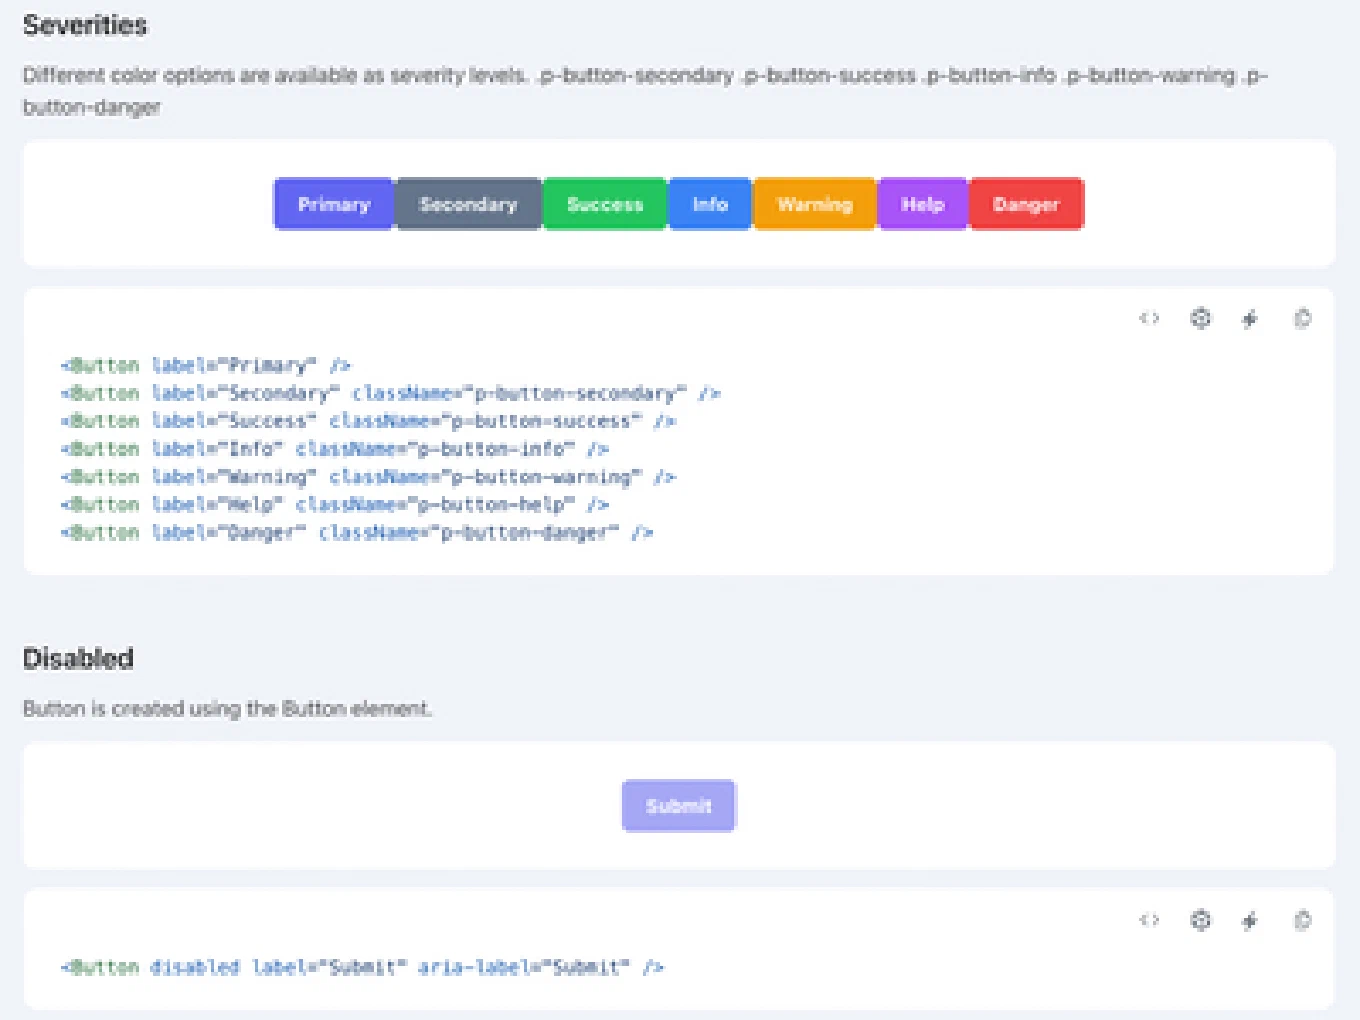 Severities
Different color options are available as severity levels. .p-button-secondary .p-button-success .p-button-info .p-button-warning .p-
button-danger
Primary Secondary Success Info Warning Help Danger
<Button label="Primary" />
<Button label="Secondary" className="p-button-secondary" />
<Button label="Success" className="p-button-success" />
<Button label="Info" className="p-button-info" />
<Button label="Warning" className="p-button-warning" />
<Button label="Help" className="p-button-help" />
<Button label="Danger" className="p-button-danger" />
Disabled
Button is created using the Button element.
Submit
<Button disabled label="Submit" aria-label="Submit" />